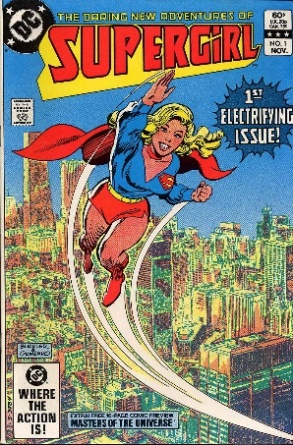 DC
THE DARING NEW ADVENTURES OF
SUPERGIRL
60¢
NO. 1
NOV.
1ST
ELECTRIFYING
ISSUE!
DC
WHERE
THE
ACTION
IS!
EXTRA! FREE 16-PAGE COMIC PREVIEW
MASTERS OF THE UNIVERSE